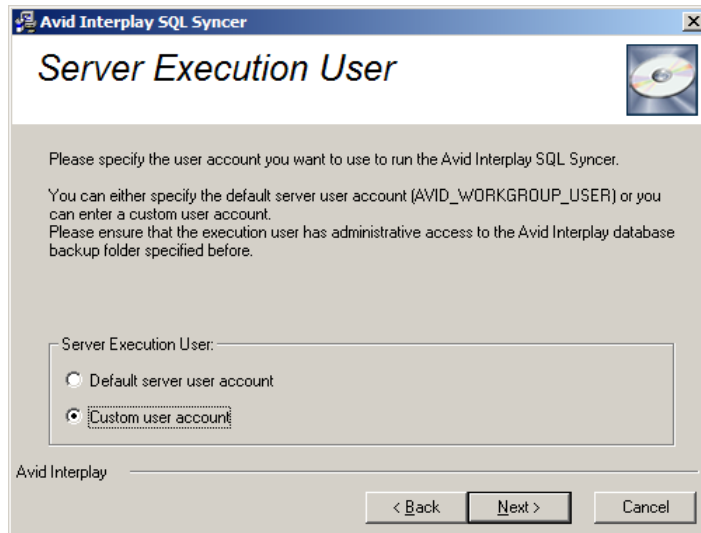 Avid Interplay SQL Syncer
Server Execution User
Please specify the user account you want to use to run the Avid Interplay SQL Syncer.
You can either specify the default server user account (AVID_WORKGROUP_USER) or you
can enter a custom user account.
Please ensure that the execution user has administrative access to the Avid Interplay database
backup folder specified before.
Server Execution User:
Default server user account
Custom user account
Avid Interplay
< Back Next > Cancel